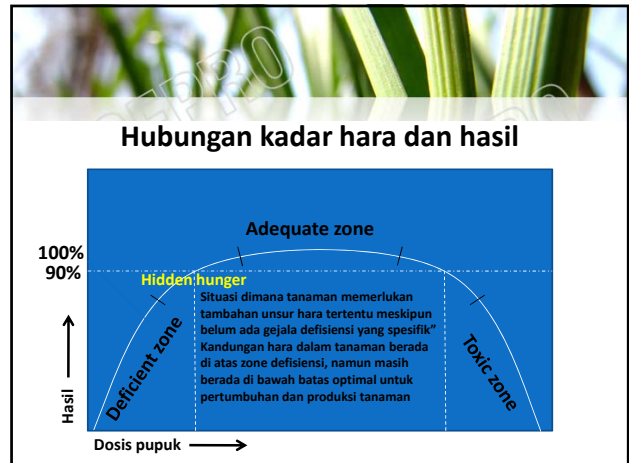 Hubungan kadar hara dan hasil
Adequate zone
100%
90%
Hidden hunger
Situasi dimana tanaman memerlukan
tambahan unsur hara tertentu meskipun
belum ada gejala defisiensi yang spesifik”
Kandungan hara dalam tanaman berada
di atas zone defisiensi, namun masih
berada di bawah batas optimal untuk
pertumbuhan dan produksi tanaman
Deficient zone
Toxic zone
Hasil
Dosis pupuk